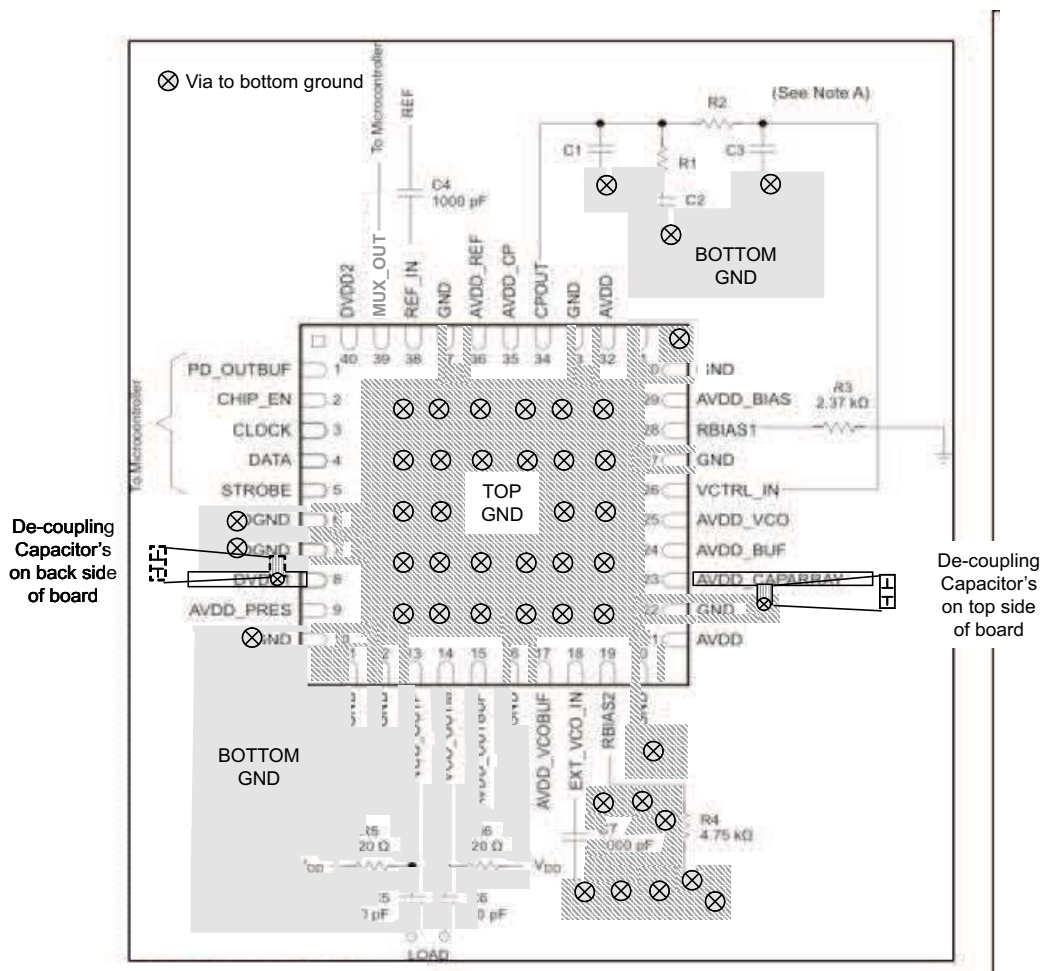 Via to bottom ground
To Microcontroller
REF
(See Note A)
R2
C1
R1
C3
C2
C4
1000 pF
BOTTOM
GND
DVDD2
MUX_OUT
REF_IN
GND
AVDD_REF
AVDD_CP
CPOUT
GND
AVDD
40
39
38
36
35
34
32
PD_OUTBUF
1
CHIP_EN
2
CLOCK
3
DATA
4
STROBE
5
To Microcontroller
GND
AVDD_BIAS
29
RBIAS1
28
GND
VCTRL_IN
26
AVDD_VCO
25
AVDD_BUF
24
AVDD_CAPARRAY
23
GND
22
AVDD
R3
2.37 kΩ
TOP
GND
De-coupling
Capacitor's
on back side
of board
8
AVDD_PRES
9
De-coupling
Capacitor's
on top side
of board
14
15
17
18
19
GND
AVDD_VCOBUF
EXT_VCO_IN
RBIAS2
BOTTOM
GND
R4
4.75 kΩ
20 Ω
20 Ω
VDD
LOAD